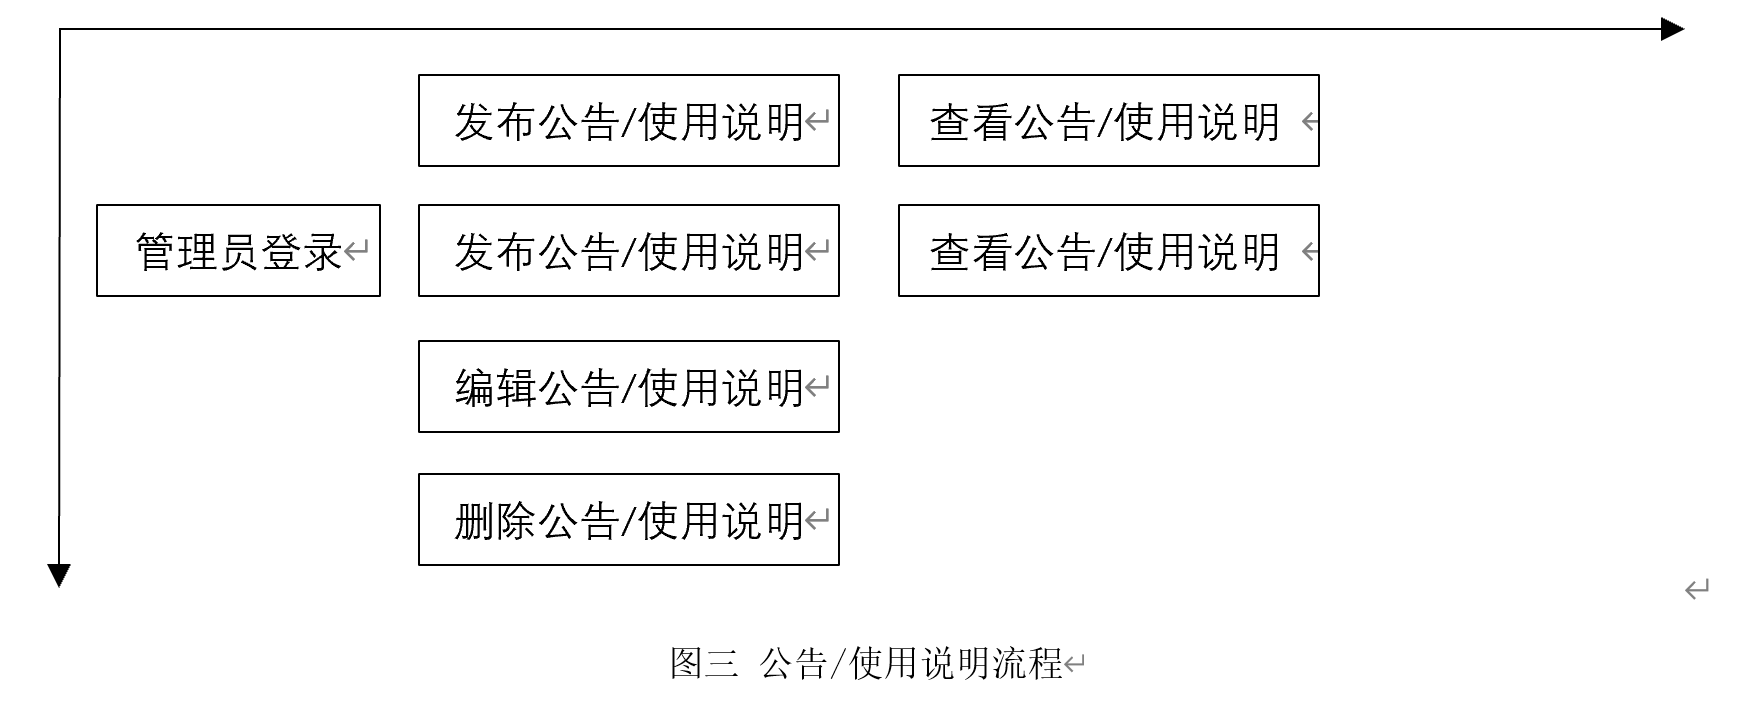 发布公告/使用说明
查看公告/使用说明
管理员登录
发布公告/使用说明
查看公告/使用说明
编辑公告/使用说明
删除公告/使用说明
图三 公告/使用说明流程